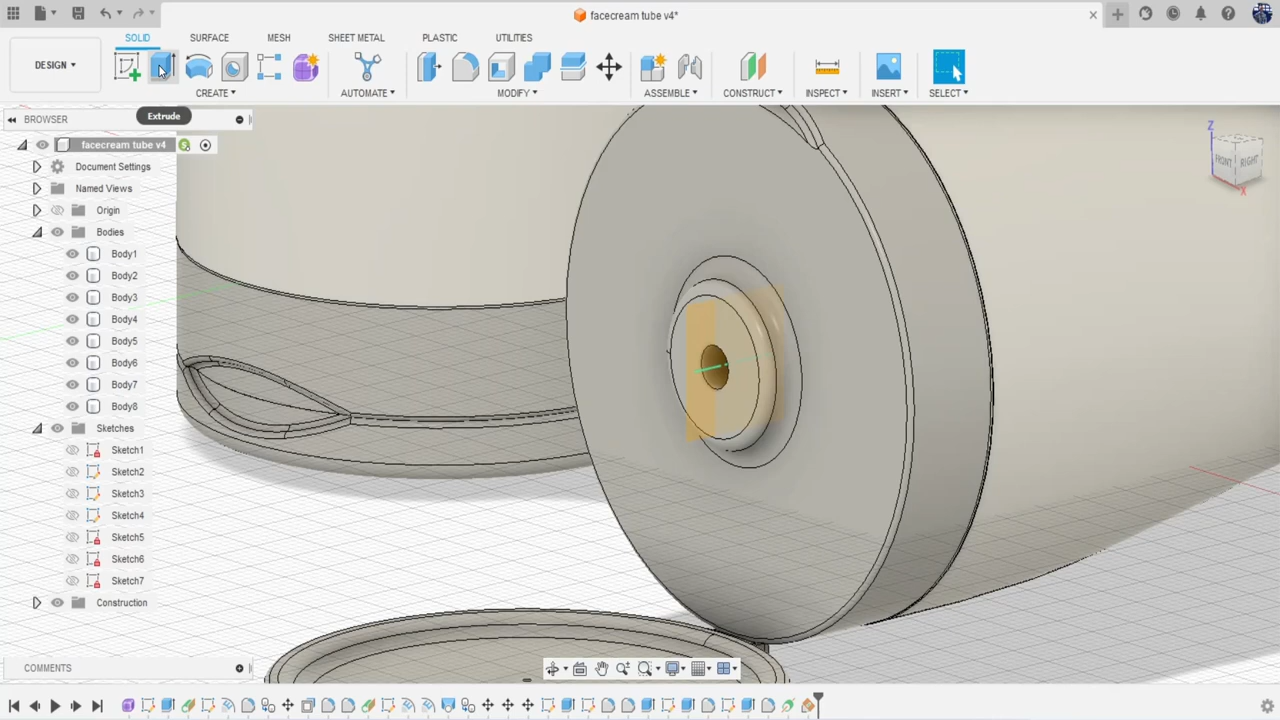 facecream tube v4*
SOLID SURFACE MESH SHEET METAL PLASTIC UTILITIES
DESIGN
CREATE AUTOMATE MODIFY ASSEMBLE CONSTRUCT INSPECT INSERT SELECT
BROWSER
Extrude
facecream tube v4
Document Settings
Named Views
Origin
Bodies
Body1
Body2
Body3
Body4
Body5
Body6
Body7
Body8
Sketches
Sketch1
Sketch2
Sketch3
Sketch4
Sketch5
Sketch6
Sketch7
Construction
COMMENTS
Z
FRONT RIGHT
X